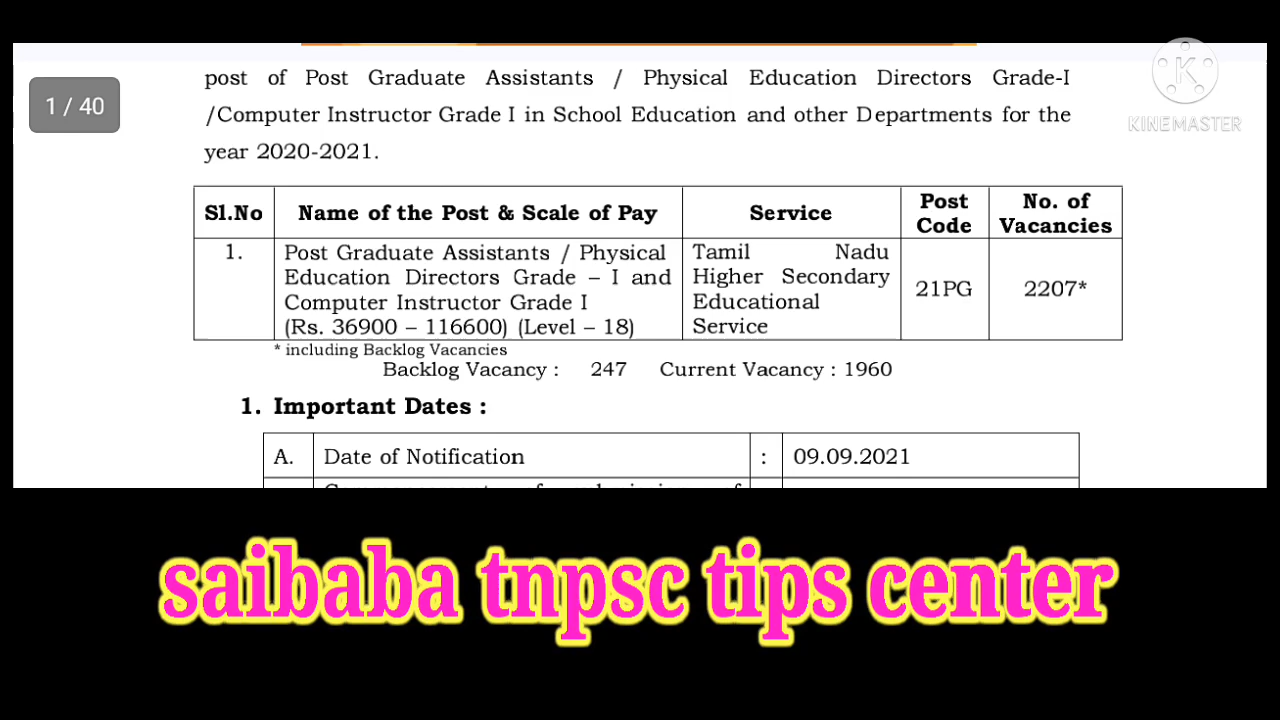 post of Post Graduate Assistants / Physical Education Directors Grade-I
1 / 40
/Computer Instructor Grade I in School Education and other Departments for the
KINEMASTER
year 2020-2021.
Sl.No Name of the Post & Scale of Pay Service Post Code No. of Vacancies
1. Post Graduate Assistants / Physical Education Directors Grade – I and Computer Instructor Grade I (Rs. 36900 – 116600) (Level – 18) Tamil Nadu Higher Secondary Educational Service 21PG 2207*
* including Backlog Vacancies
Backlog Vacancy : 247 Current Vacancy : 1960
1. Important Dates :
A. Date of Notification : 09.09.2021
saibaba tnpsc tips center